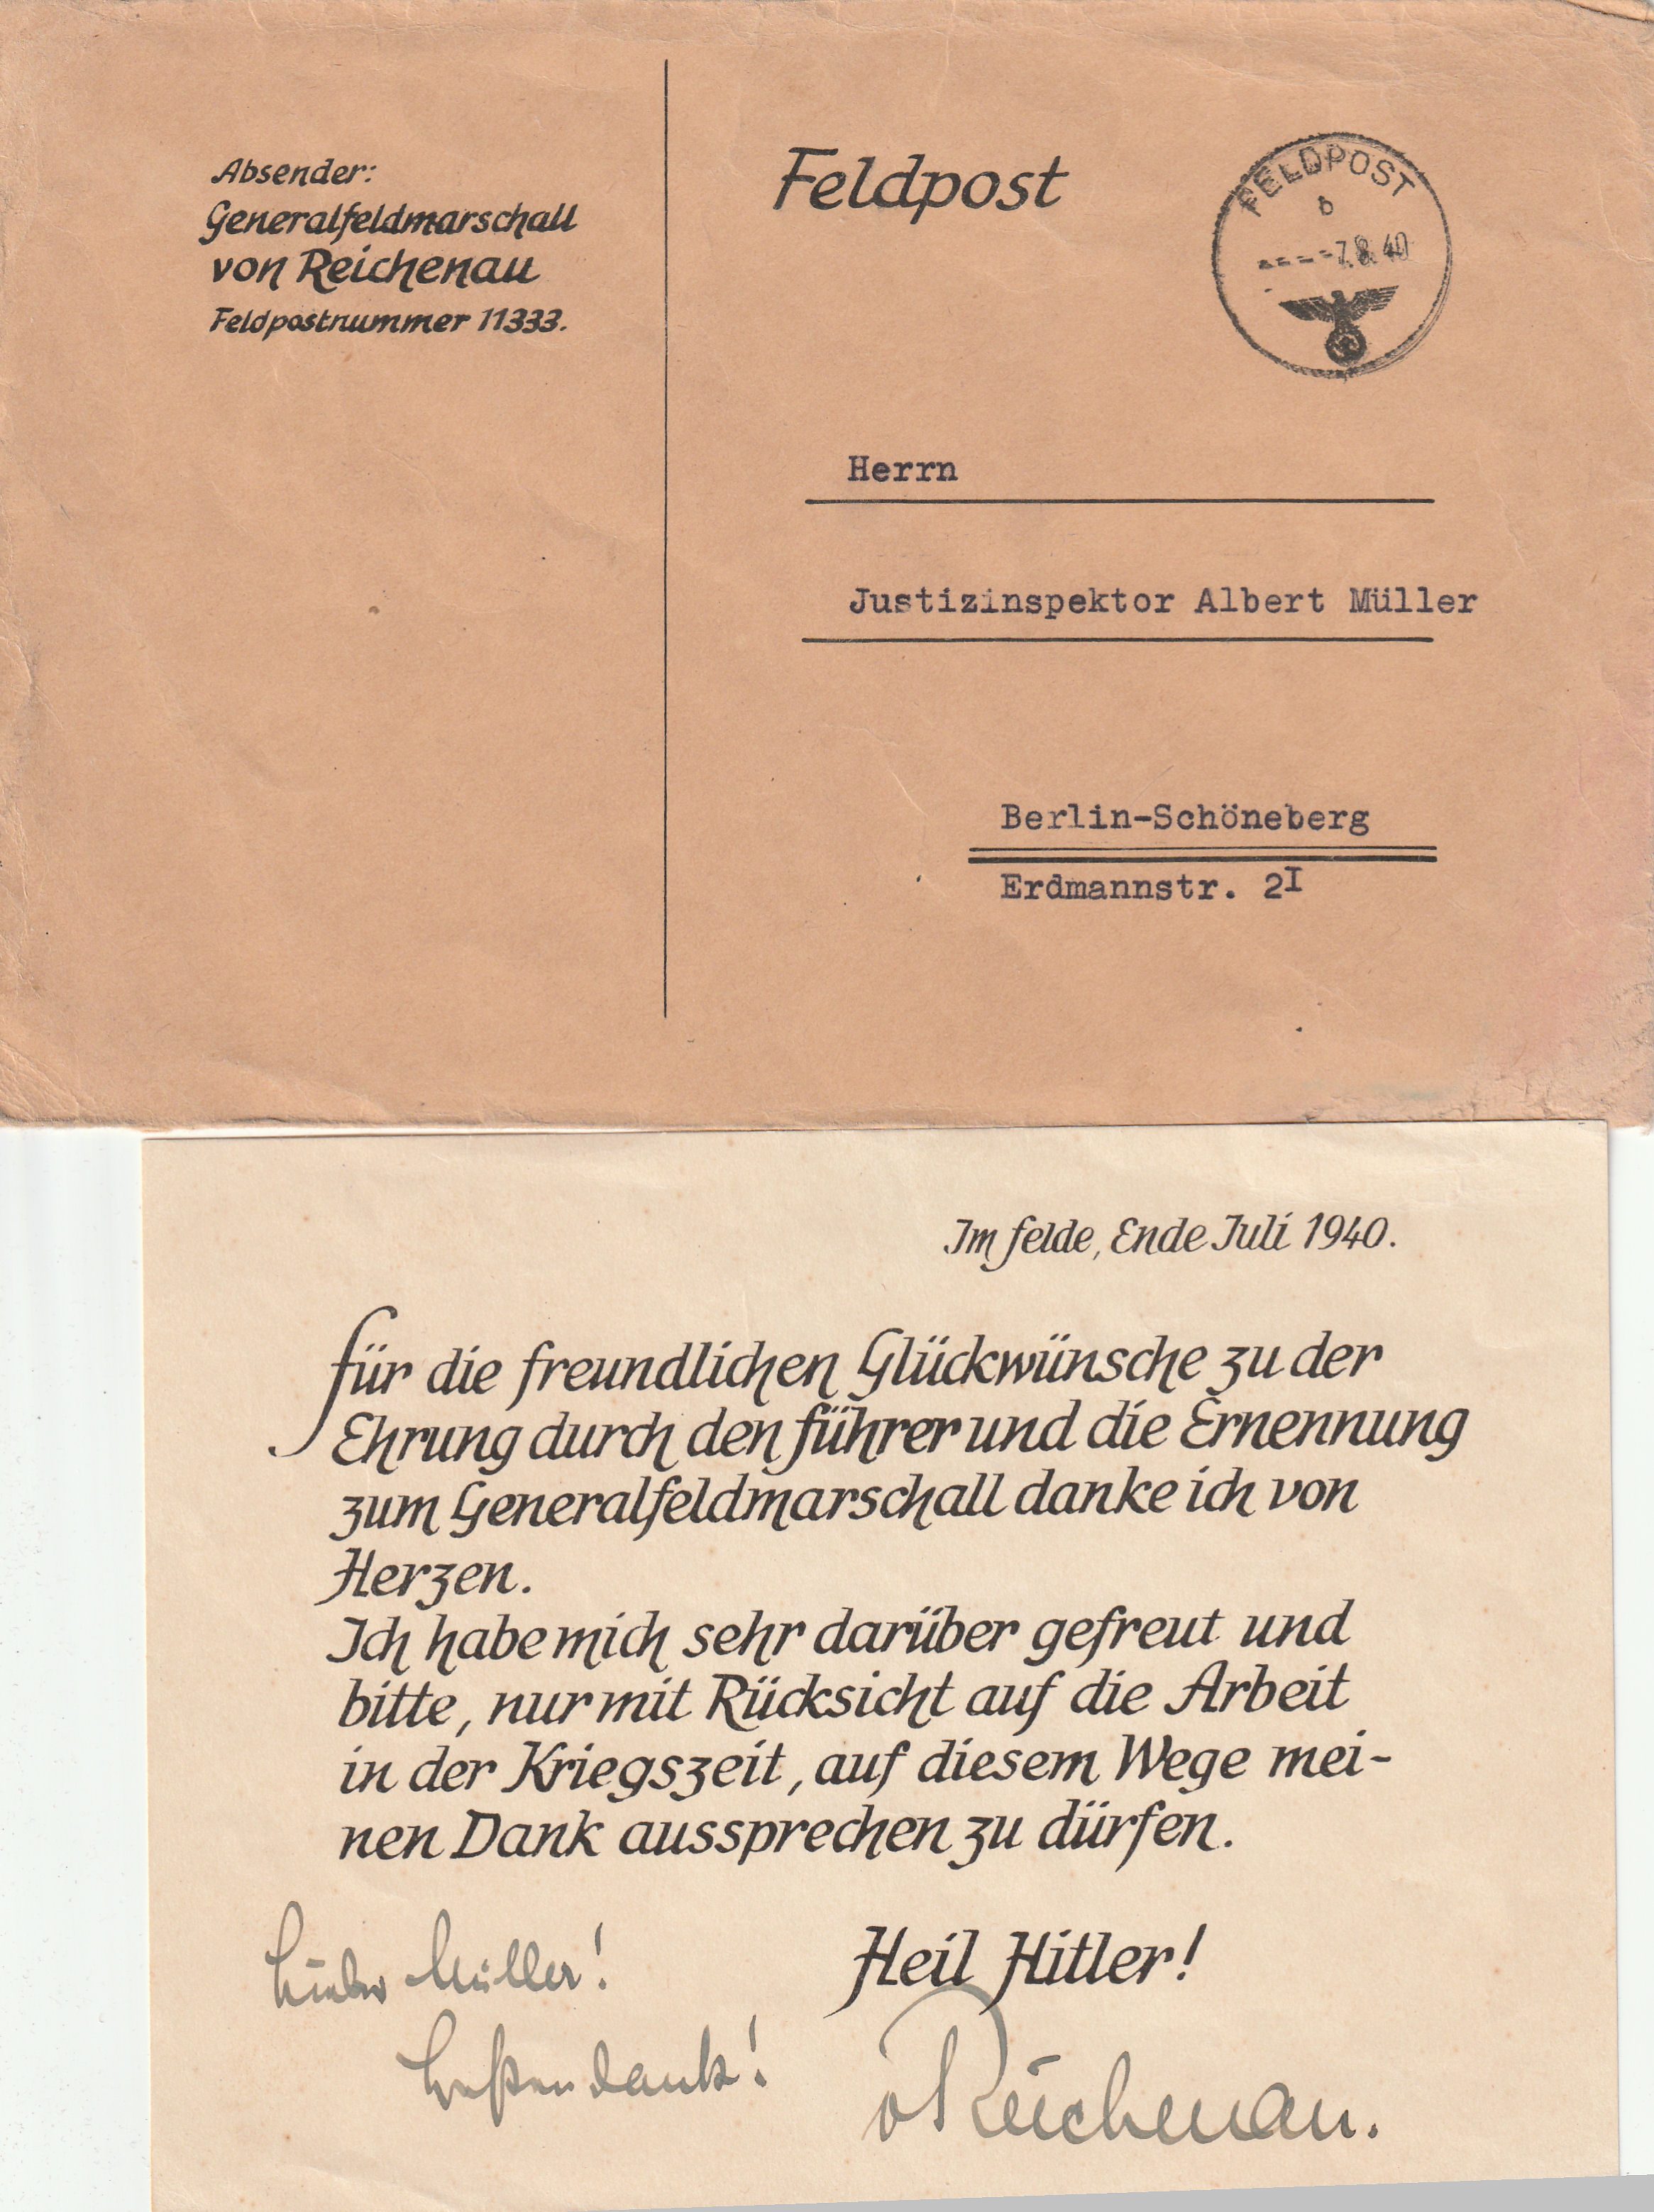 Absender:
Generalfeldmarschall
von Reichenau
Feldpostnummer 11333.
Feldpost
FELDPOST
b
7.8.40
Herrn
Justizinspektor Albert Müller
Berlin-Schöneberg
Erdmannstr. 2I
Im Felde, Ende Juli 1940.
Für die freundlichen Glückwünsche zu der
Ehrung durch den Führer und die Ernennung
zum Generalfeldmarschall danke ich von
Herzen.
Ich habe mich sehr darüber gefreut und
bitte, nur mit Rücksicht auf die Arbeit
in der Kriegszeit, auf diesem Wege mei-
nen Dank aussprechen zu dürfen.
Heil Hitler!
Lieber Müller!
Besten Dank!
vReichenau.